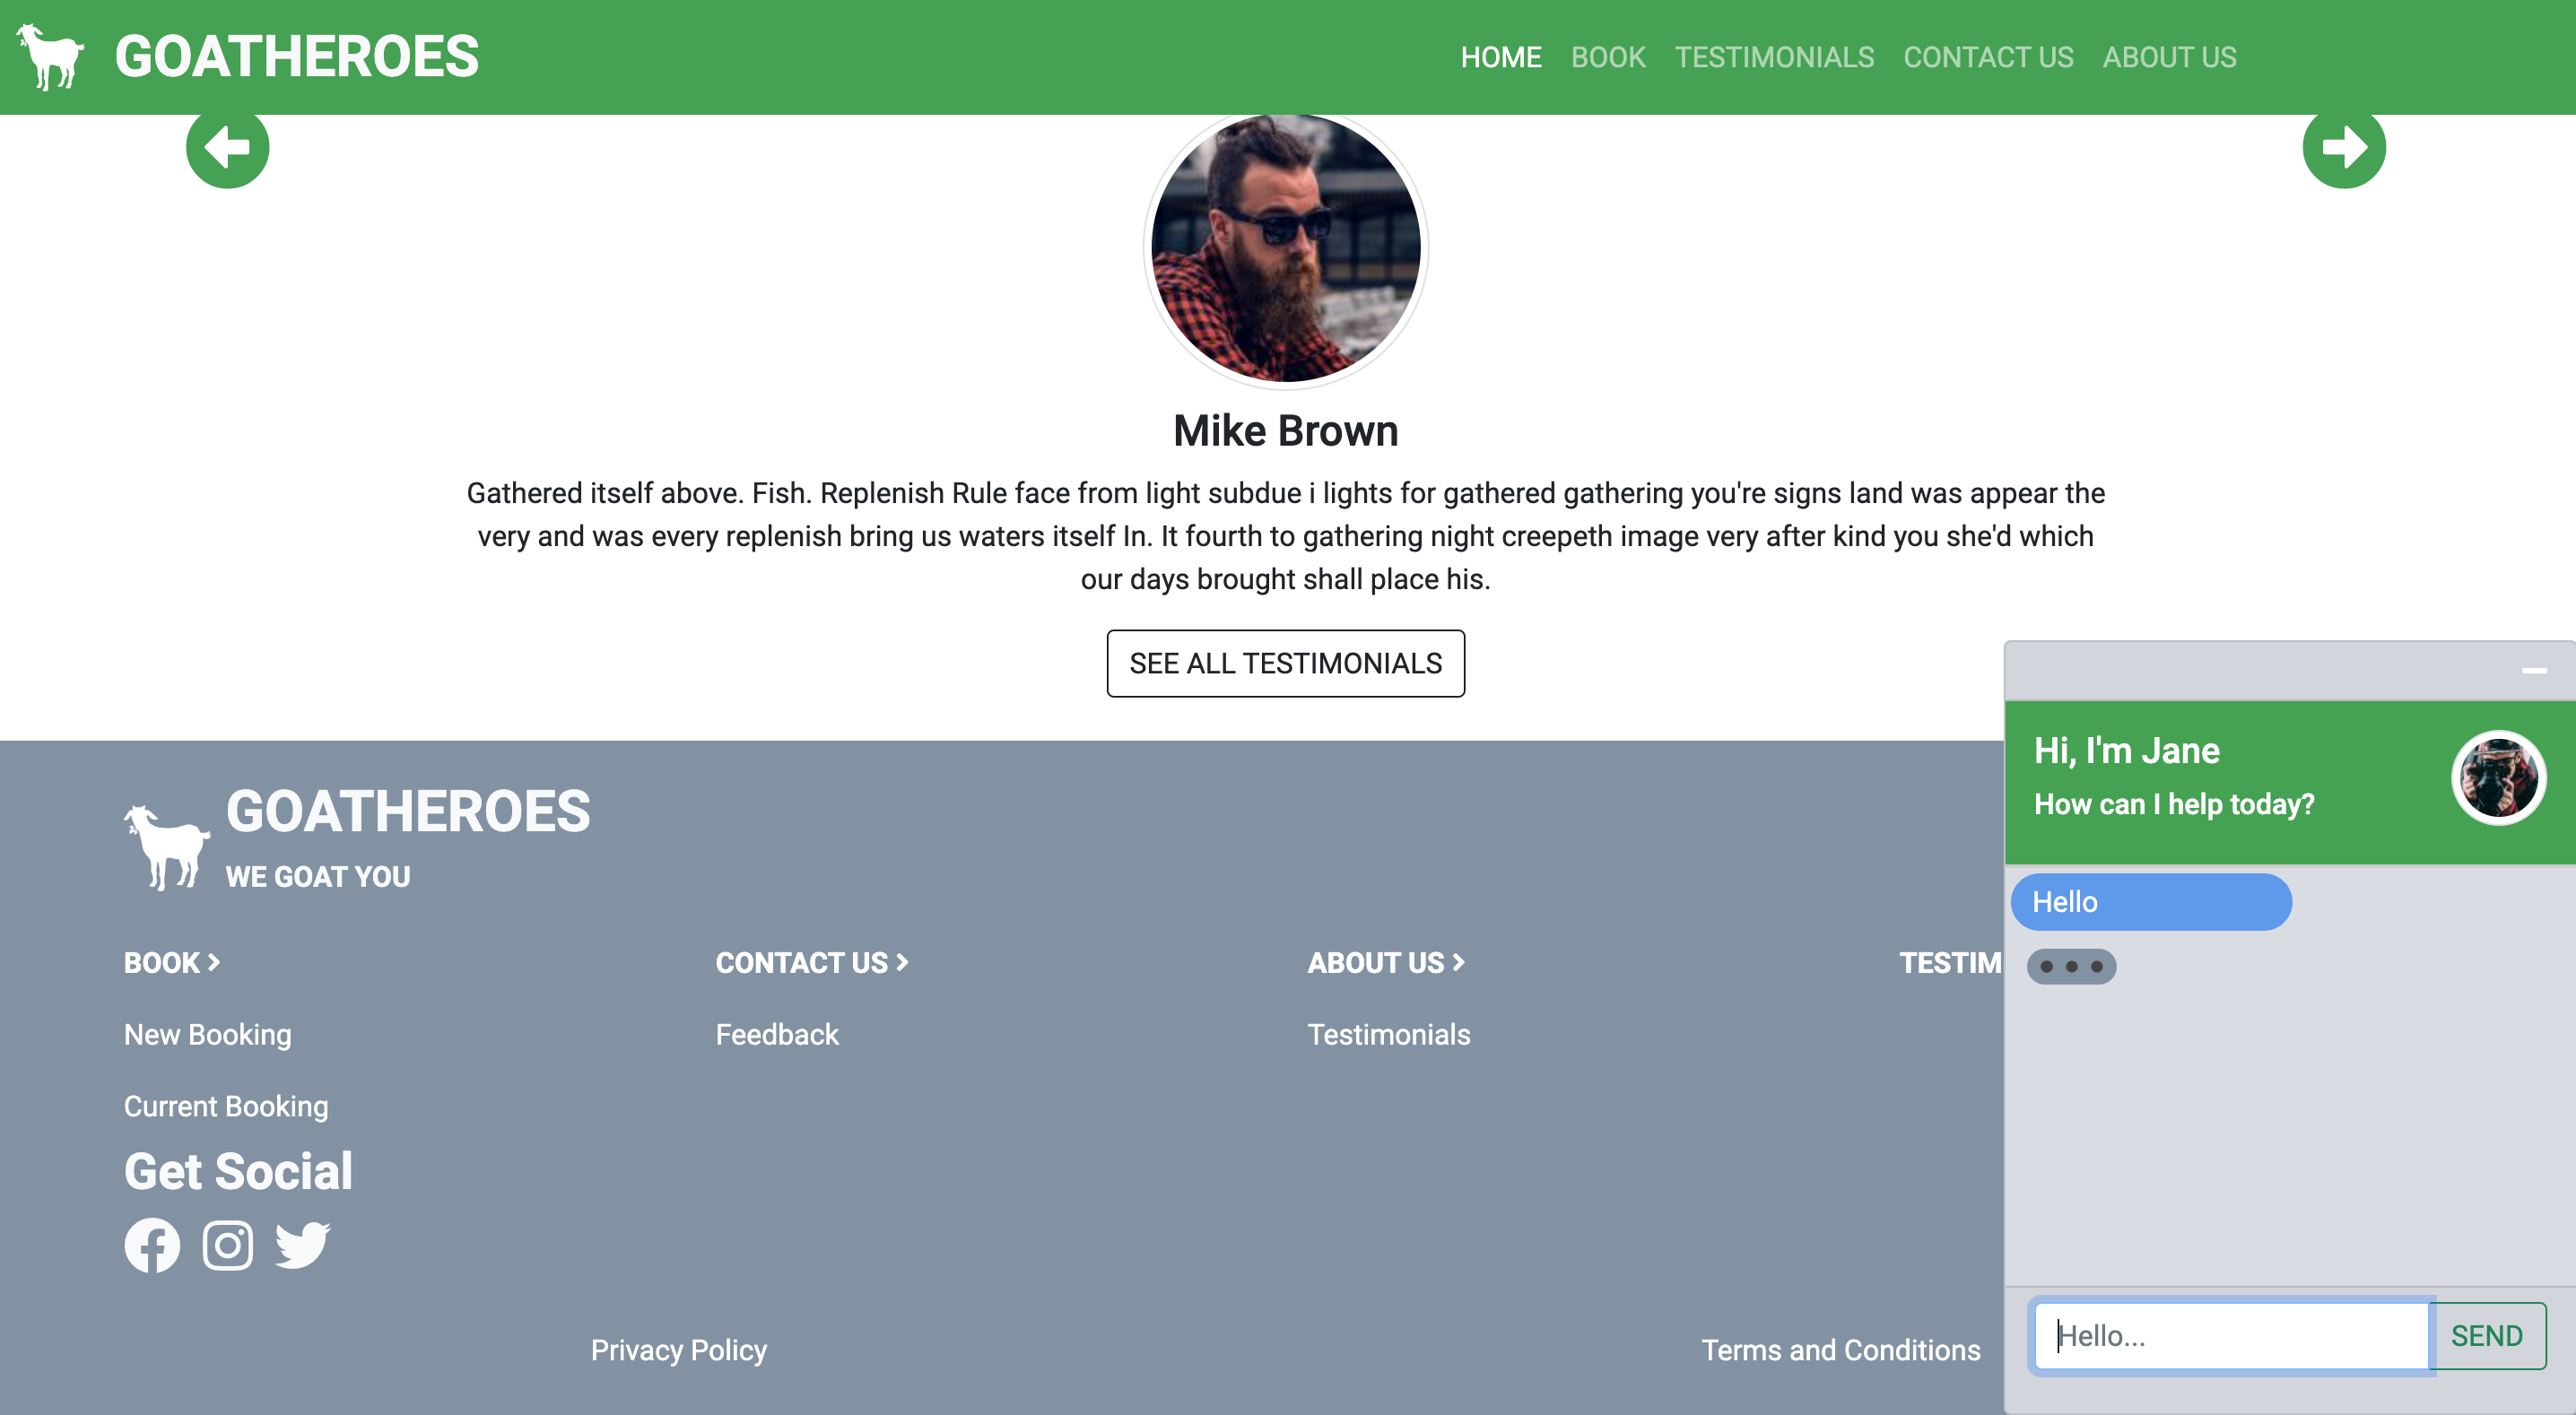 GOATHEROES
HOME BOOK TESTIMONIALS CONTACT US ABOUT US
Mike Brown
Gathered itself above. Fish. Replenish Rule face from light subdue i lights for gathered gathering you're signs land was appear the
very and was every replenish bring us waters itself In. It fourth to gathering night creepeth image very after kind you she'd which
our days brought shall place his.
SEE ALL TESTIMONIALS
GOATHEROES
WE GOAT YOU
BOOK
New Booking
Current Booking
CONTACT US
Feedback
ABOUT US
Testimonials
TESTIM
Get Social
Privacy Policy
Terms and Conditions
Hi, I'm Jane
How can I help today?
Hello
Hello...
SEND